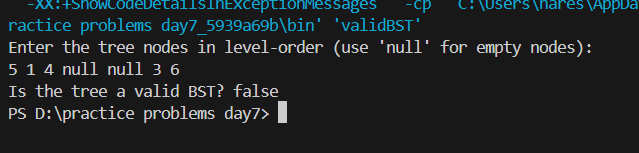 -XX:+ShowCodeDetailsInExceptionMessages' '-cp' 'C:\Users\nares\AppDa
ractice problems day7_5939a69b\bin' 'validBST'
Enter the tree nodes in level-order (use 'null' for empty nodes):
5 1 4 null null 3 6
Is the tree a valid BST? false
PS D:\practice problems day7>